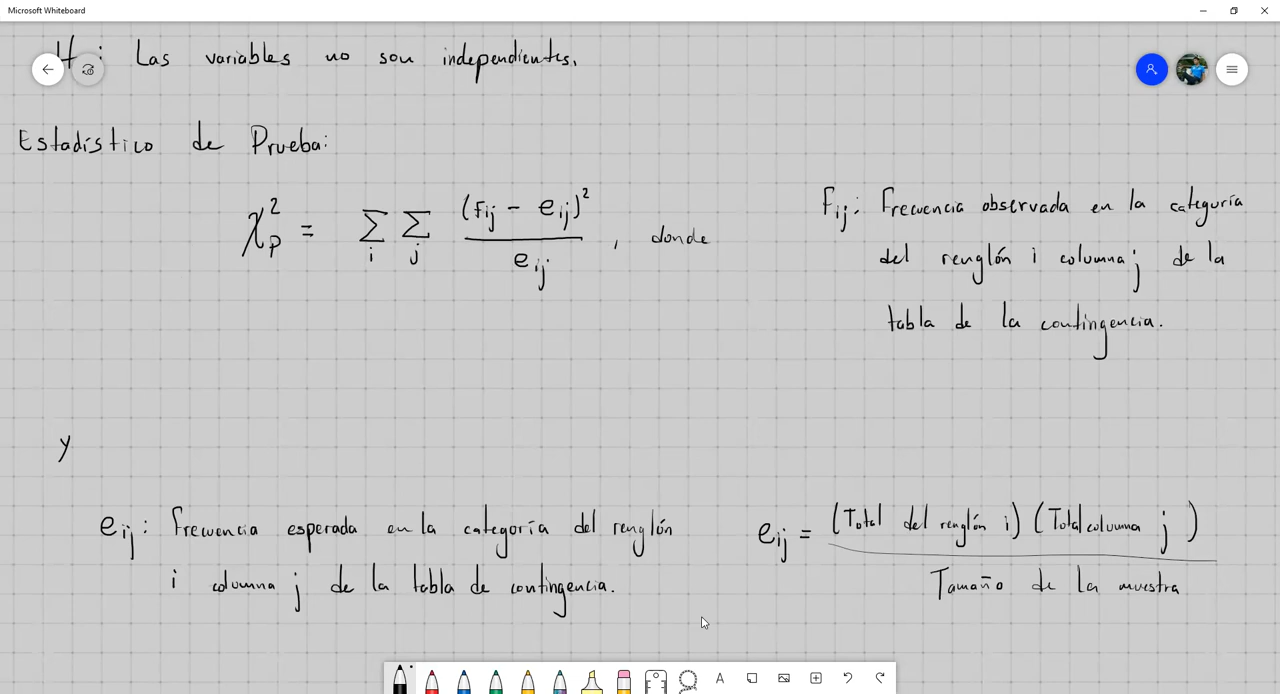 Microsoft Whiteboard
H : Las variables no son independientes.
Estadístico de Prueba:
χ²ₚ = Σᵢ Σⱼ (fij - eij)² / eij , donde
fij: Frecuencia observada en la categoría
del renglón i columna j de la
tabla de la contingencia.
y
eij: frecuencia esperada en la categoría del renglón
i columna j de la tabla de contingencia.
eij = (Total del renglón i) (Total columna j) / Tamaño de la muestra